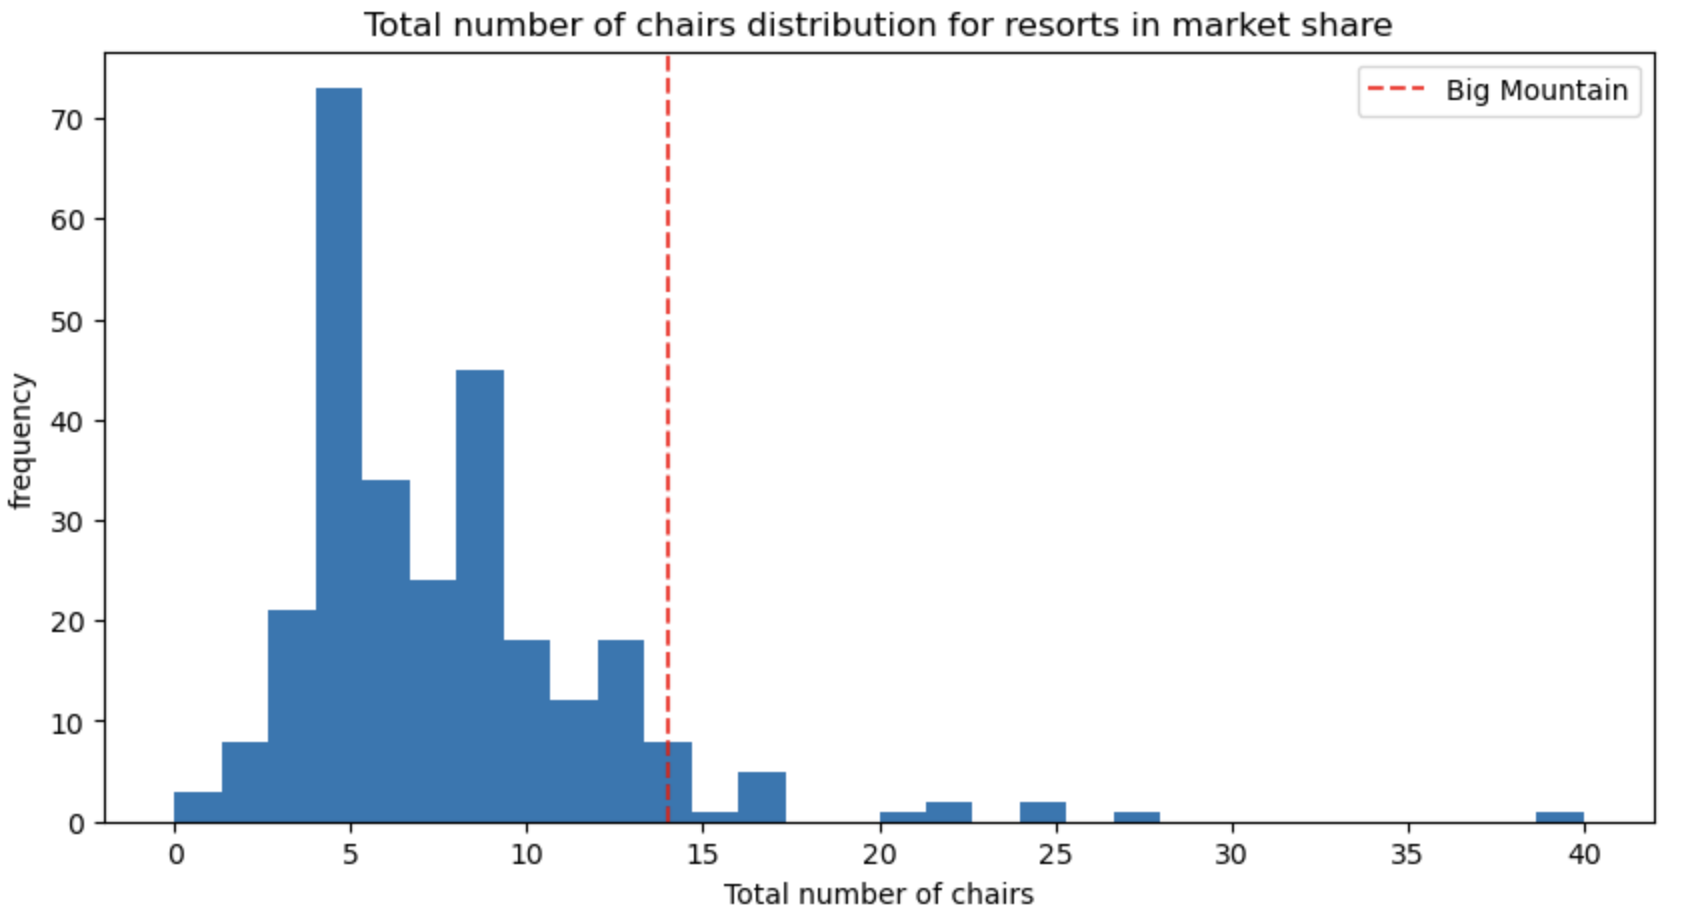 Total number of chairs distribution for resorts in market share
Big Mountain
70
60
50
40
30
20
10
0
frequency
0 5 10 15 20 25 30 35 40
Total number of chairs